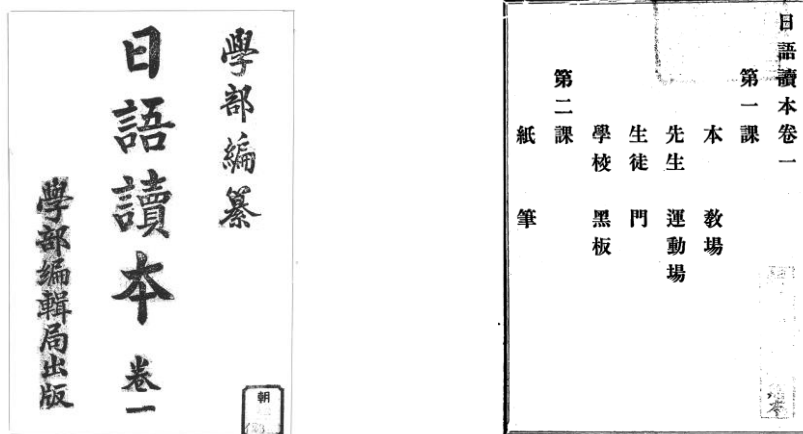 學部編纂
日語讀本 卷一
學部編輯局出版
朝
日語讀本卷一
第一課
本 教場
先生 運動場
生徒 門
學校 黑板
第二課
紙 筆